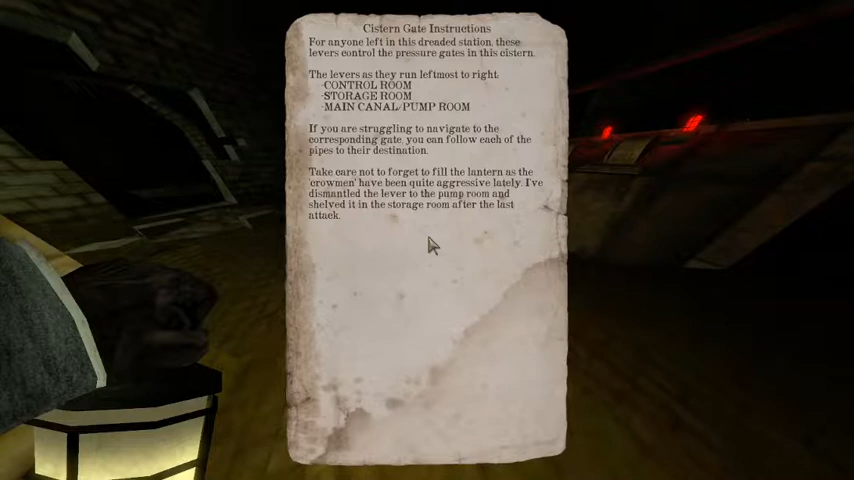 Cistern Gate Instructions
For anyone left in this dreaded station, these
levers control the pressure gates in this cistern.
The levers as they run leftmost to right:
-CONTROL ROOM
-STORAGE ROOM
-MAIN CANAL/PUMP ROOM
If you are struggling to navigate to the
corresponding gate, you can follow each of the
pipes to their destination.
Take care not to forget to fill the lantern as the
'crowmen' have been quite aggressive lately. I've
dismantled the lever to the pump room and
shelved it in the storage room after the last
attack.